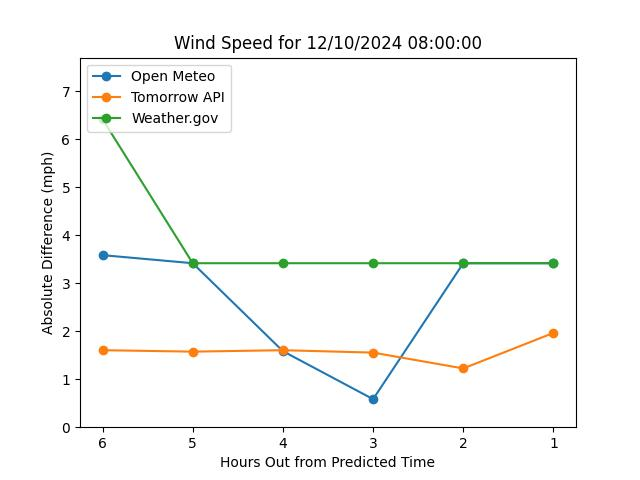 Wind Speed for 12/10/2024 08:00:00
Open Meteo
Tomorrow API
Weather.gov
Absolute Difference (mph)
7
6
5
4
3
2
1
0
6 5 4 3 2 1
Hours Out from Predicted Time